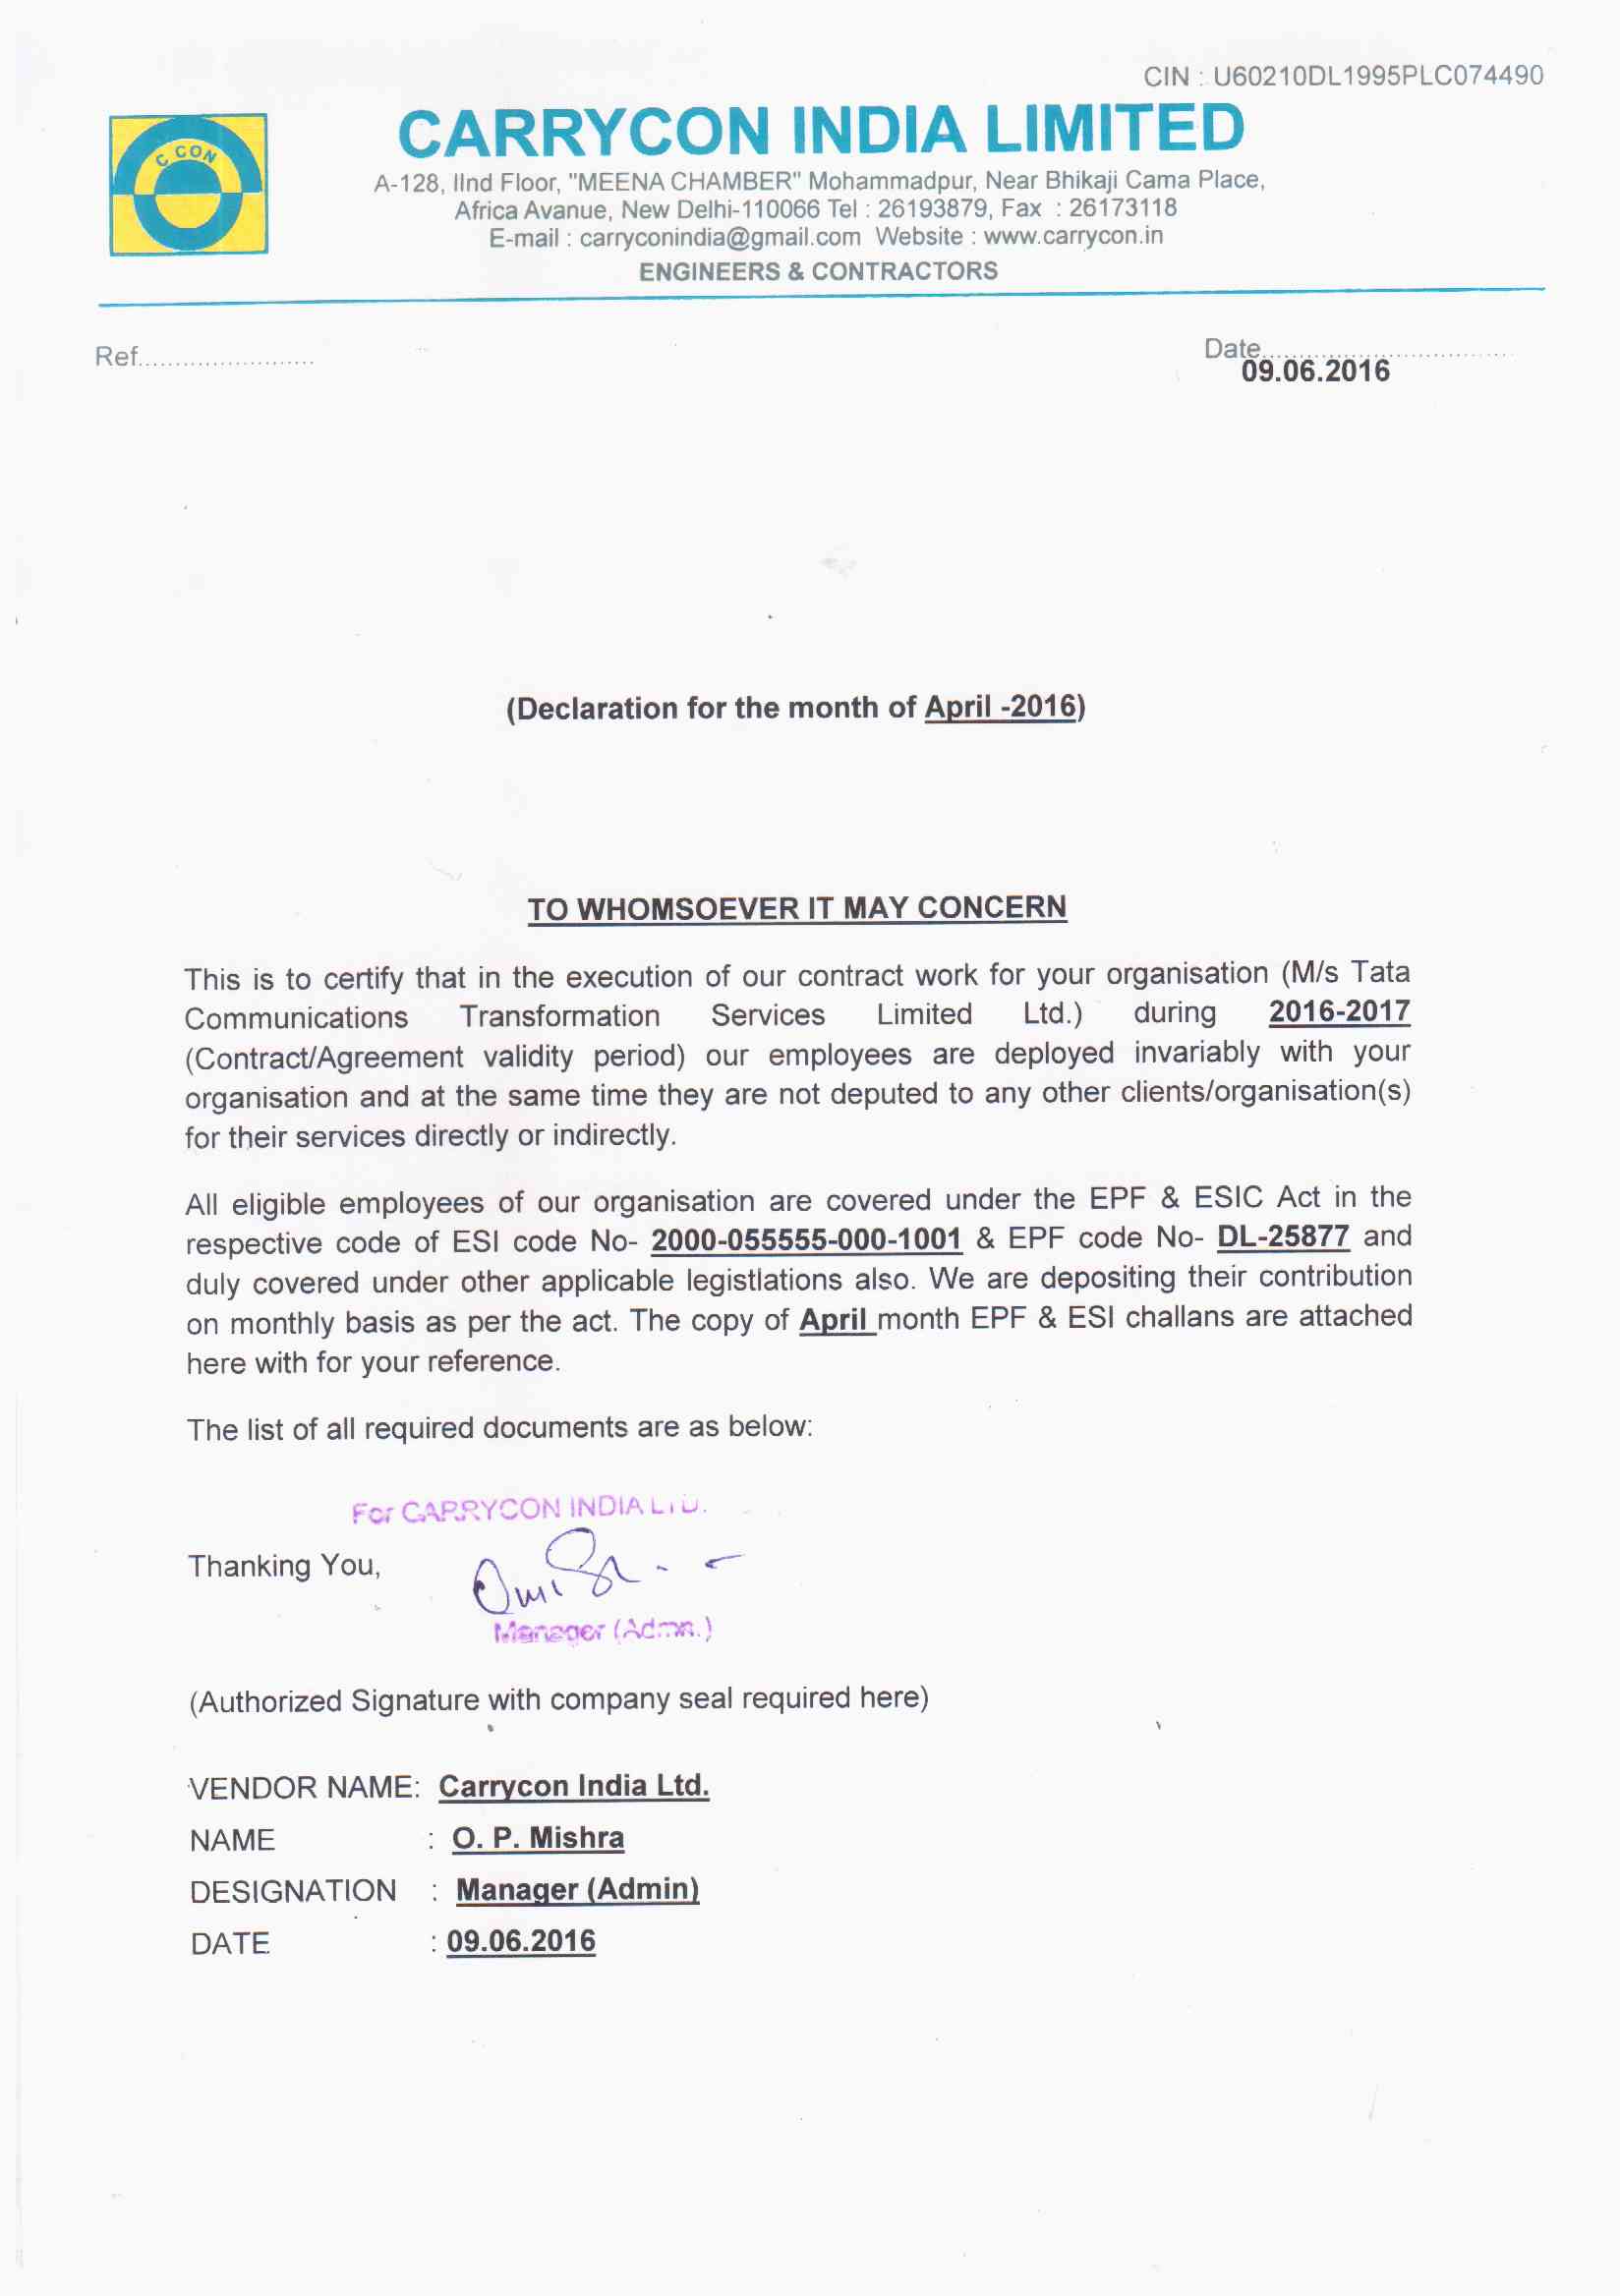 CIN : U60210DL1995PLC074490
C CON
CARRYCON INDIA LIMITED
A-128, IInd Floor, "MEENA CHAMBER" Mohammadpur, Near Bhikaji Cama Place,
Africa Avanue, New Delhi-110066 Tel : 26193879, Fax : 26173118
E-mail : carryconindia@gmail.com Website : www.carrycon.in
ENGINEERS & CONTRACTORS
Ref........................
Date..................................
09.06.2016
(Declaration for the month of April -2016)
TO WHOMSOEVER IT MAY CONCERN
This is to certify that in the execution of our contract work for your organisation (M/s Tata
Communications Transformation Services Limited Ltd.) during 2016-2017
(Contract/Agreement validity period) our employees are deployed invariably with your
organisation and at the same time they are not deputed to any other clients/organisation(s)
for their services directly or indirectly.
All eligible employees of our organisation are covered under the EPF & ESIC Act in the
respective code of ESI code No- 2000-055555-000-1001 & EPF code No- DL-25877 and
duly covered under other applicable legistlations also. We are depositing their contribution
on monthly basis as per the act. The copy of April month EPF & ESI challans are attached
here with for your reference.
The list of all required documents are as below:
For CARRYCON INDIA LTD.
Thanking You,
Manager (Admn.)
(Authorized Signature with company seal required here)
VENDOR NAME: Carrycon India Ltd.
NAME : O. P. Mishra
DESIGNATION : Manager (Admin)
DATE : 09.06.2016